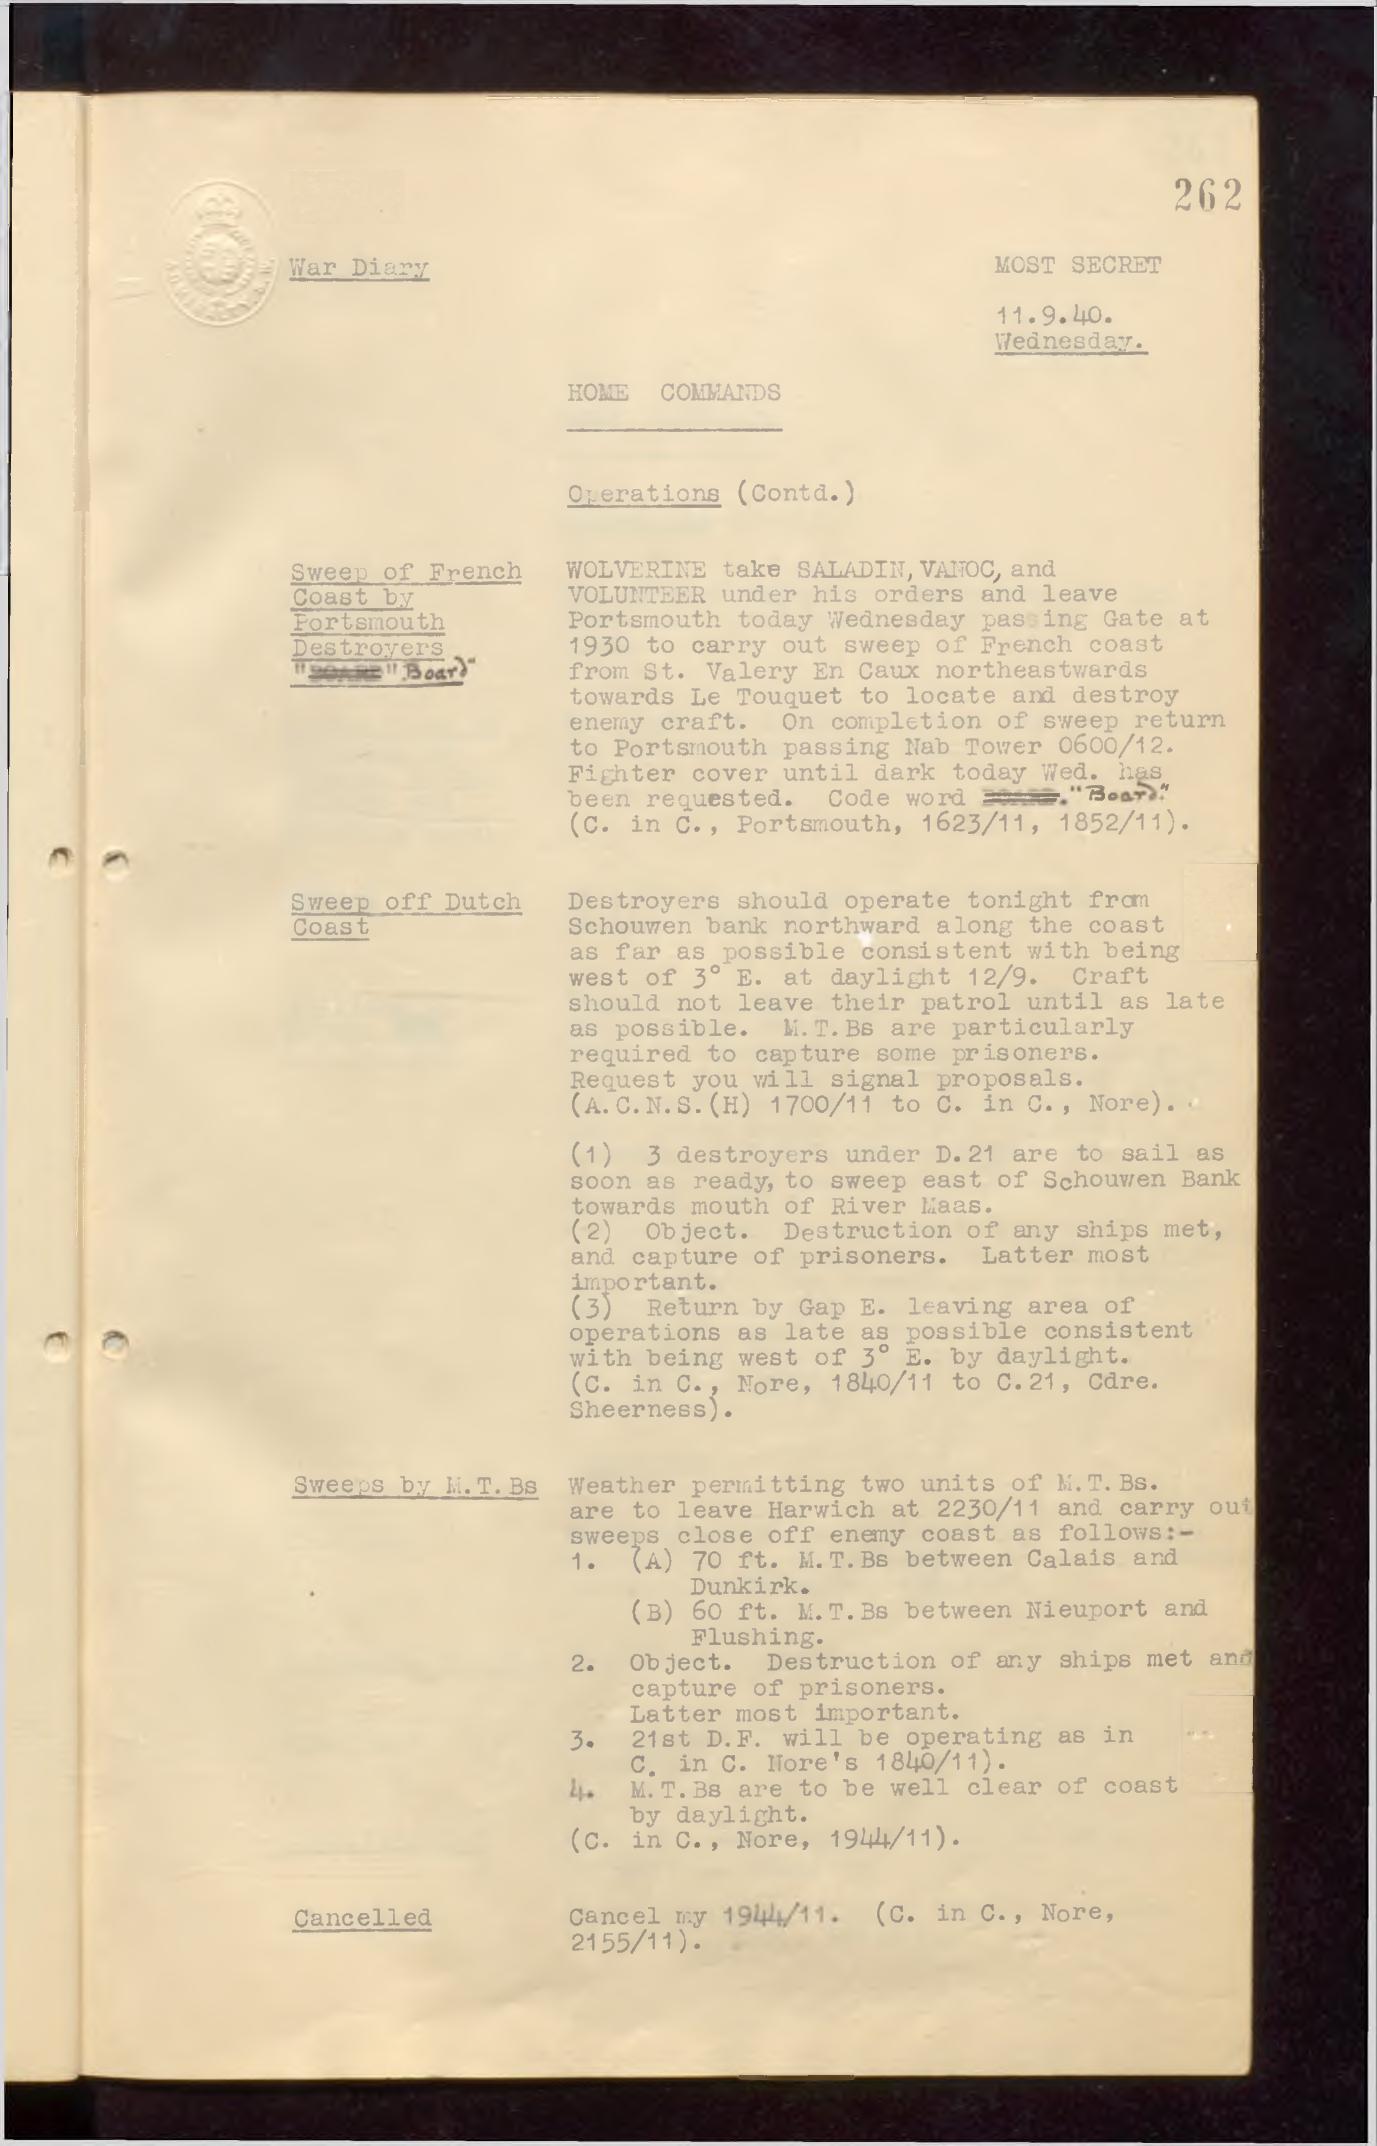 262
War Diary
MOST SECRET
11.9.40.
Wednesday.
HOME COMMANDS
Operations (Contd.)
Sweep of French
Coast by
Portsmouth
Destroyers
"BOARD" "Board"
WOLVERINE take SALADIN, VANOC, and
VOLUNTEER under his orders and leave
Portsmouth today Wednesday passing Gate at
1930 to carry out sweep of French coast
from St. Valery En Caux northeastwards
towards Le Touquet to locate and destroy
enemy craft. On completion of sweep return
to Portsmouth passing Nab Tower 0600/12.
Fighter cover until dark today Wed. has
been requested. Code word "Board".
(C. in C., Portsmouth, 1623/11, 1852/11).
Sweep off Dutch
Coast
Destroyers should operate tonight from
Schouwen bank northward along the coast
as far as possible consistent with being
west of 3° E. at daylight 12/9. Craft
should not leave their patrol until as late
as possible. M.T.Bs are particularly
required to capture some prisoners.
Request you will signal proposals.
(A.C.N.S.(H) 1700/11 to C. in C., Nore).
(1) 3 destroyers under D.21 are to sail as
soon as ready, to sweep east of Schouwen Bank
towards mouth of River Maas.
(2) Object. Destruction of any ships met,
and capture of prisoners. Latter most
important.
(3) Return by Gap E. leaving area of
operations as late as possible consistent
with being west of 3° E. by daylight.
(C. in C., Nore, 1840/11 to C.21, Cdre.
Sheerness).
Sweeps by M.T.Bs
Weather permitting two units of M.T.Bs.
are to leave Harwich at 2230/11 and carry out
sweeps close off enemy coast as follows:-
1. (A) 70 ft. M.T.Bs between Calais and
Dunkirk.
(B) 60 ft. M.T.Bs between Nieuport and
Flushing.
2. Object. Destruction of any ships met and
capture of prisoners.
Latter most important.
3. 21st D.F. will be operating as in
C. in C. Nore's 1840/11).
4. M.T.Bs are to be well clear of coast
by daylight.
(C. in C., Nore, 1944/11).
Cancelled
Cancel my 1944/11. (C. in C., Nore,
2155/11).